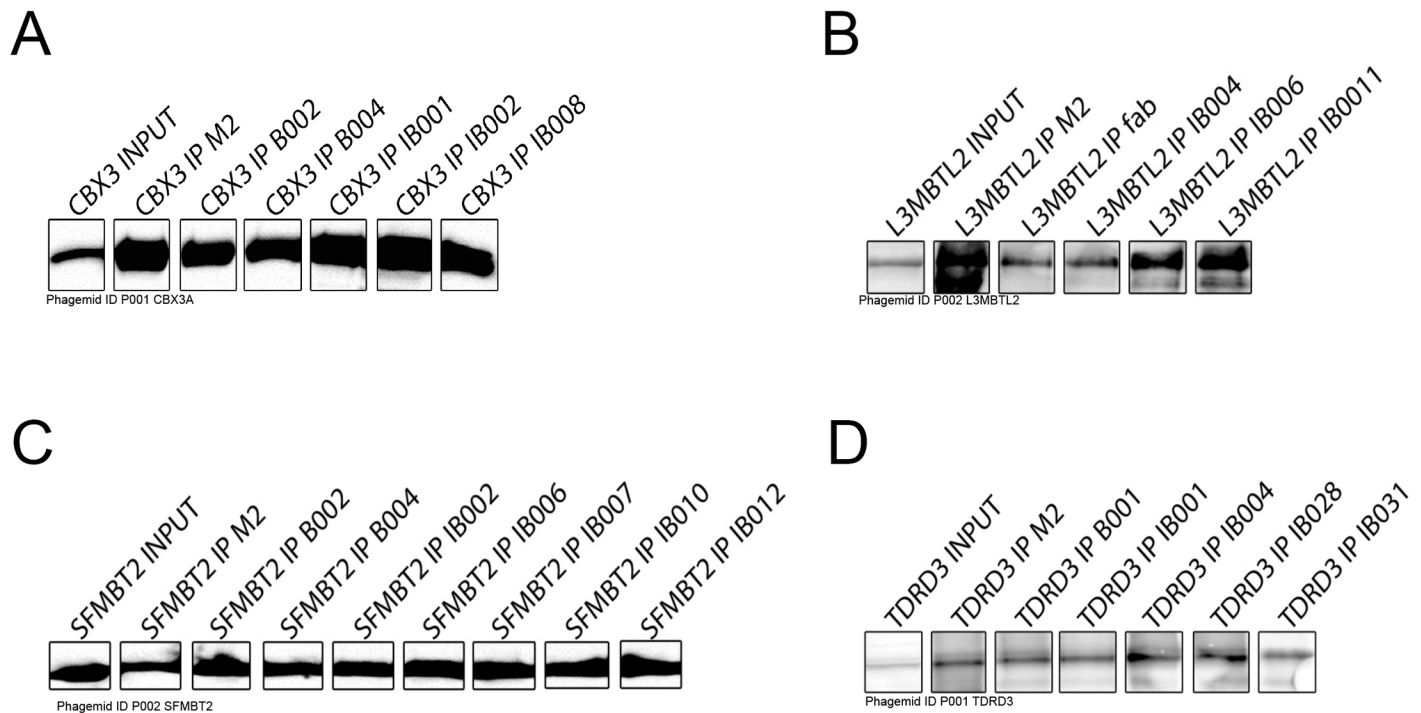 A
CBX3 INPUT
CBX3 IP M2
CBX3 IP B002
CBX3 IP B004
CBX3 IP IB001
CBX3 IP IB002
CBX3 IP IB008
Phagemid ID P001 CBX3A
B
L3MBTL2 INPUT
L3MBTL2 IP M2
L3MBTL2 IP fab
L3MBTL2 IP IB004
L3MBTL2 IP IB006
L3MBTL2 IP IB0011
Phagemid ID P002 L3MBTL2
C
SFMBT2 INPUT
SFMBT2 IP M2
SFMBT2 IP B002
SFMBT2 IP B004
SFMBT2 IP IB002
SFMBT2 IP IB006
SFMBT2 IP IB007
SFMBT2 IP IB010
SFMBT2 IP IB012
Phagemid ID P002 SFMBT2
D
TDRD3 INPUT
TDRD3 IP M2
TDRD3 IP B001
TDRD3 IP IB001
TDRD3 IP IB004
TDRD3 IP IB028
TDRD3 IP IB031
Phagemid ID P001 TDRD3